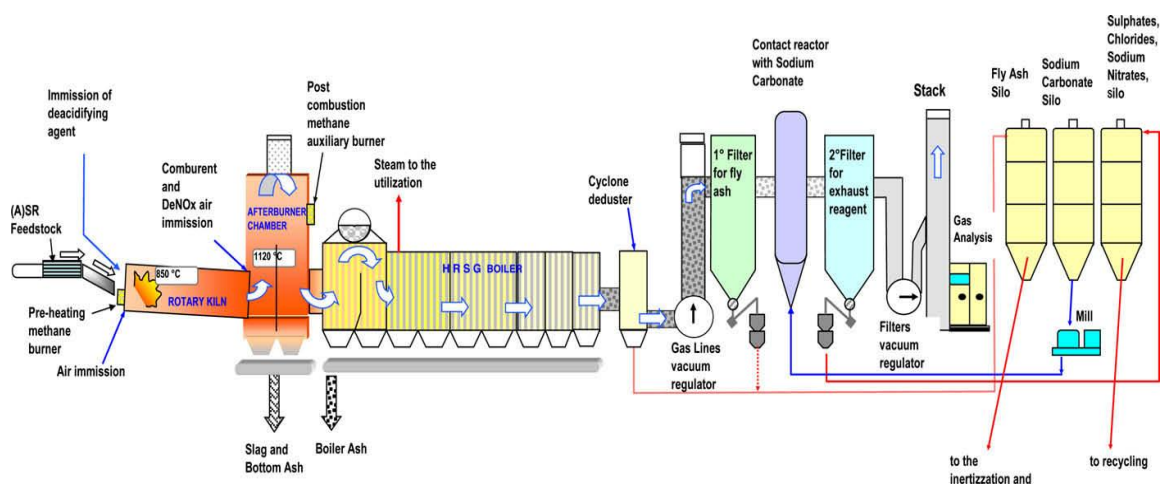 Immission of
deacidifying
agent
(A)SR
Feedstock
Pre-heating
methane
burner
Air immission
850 °C
ROTARY KILN
Comburent and
DeNOx air
immission
AFTERBURNER
CHAMBER
1120 °C
Post
combustion
methane
auxiliary burner
Steam to the
utilization
H R S G BOILER
Slag and
Bottom Ash
Boiler Ash
Cyclone
deduster
Gas Lines
vacuum
regulator
1° Filter
for fly
ash
Contact reactor
with Sodium
Carbonate
2°Filter
for
exhaust
reagent
Filters
vacuum
regulator
Stack
Gas
Analysis
Fly Ash
Silo
Sodium
Carbonate
Silo
Sulphates,
Chlorides,
Sodium
Nitrates,
silo
Mill
to the
inertizzation and
to recycling